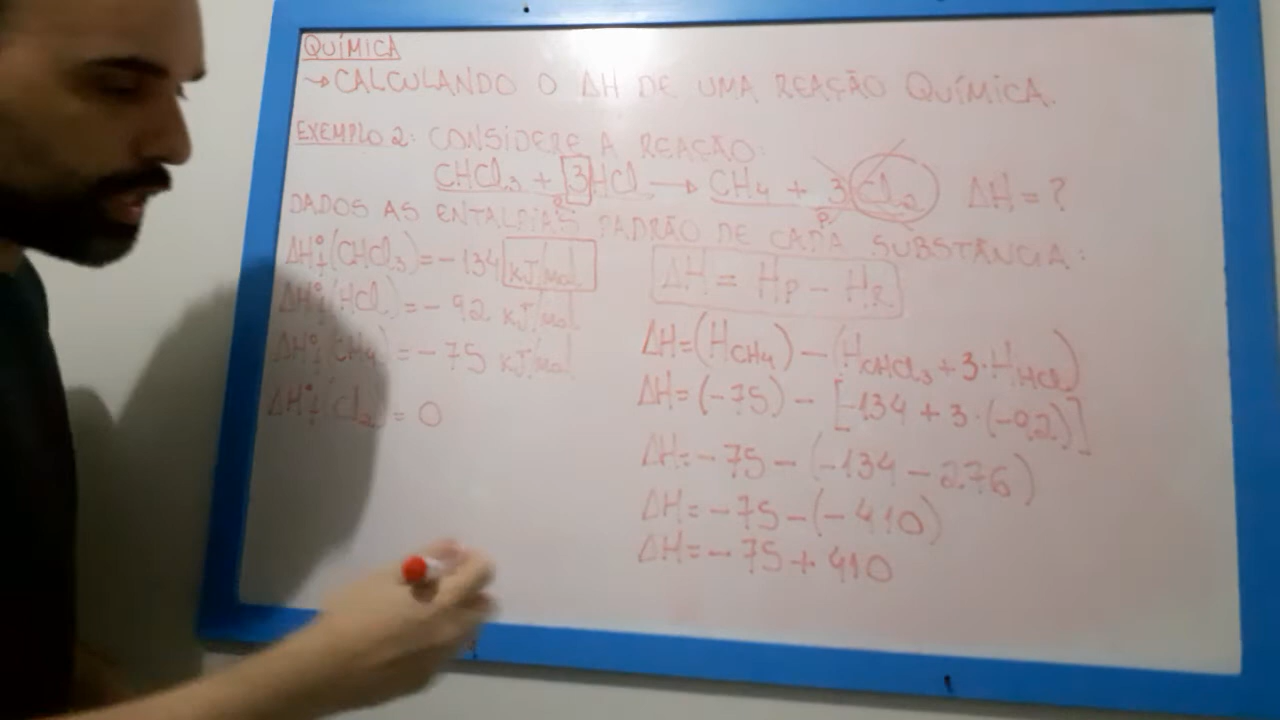 QUÍMICA
→ CALCULANDO O ΔH DE UMA REAÇÃO QUÍMICA.
EXEMPLO 2: CONSIDERE A REAÇÃO:
CHCl₃ + 3HCl → CH₄ + 3Cl₂ ΔH = ?
R P
DADOS AS ENTALPIAS PADRÃO DE CADA SUBSTÂNCIA:
ΔH°f(CHCl₃) = - 134 kJ/mol
ΔH°f(HCl) = - 92 kJ/mol
ΔH°f(CH₄) = - 75 kJ/mol
ΔH°f(Cl₂) = 0
ΔH = HP - HR
ΔH = (HCH₄) - (HCHCl₃ + 3·HHCl)
ΔH = (-75) - [-134 + 3·(-92)]
ΔH = - 75 - (-134 - 276)
ΔH = - 75 - (- 410)
ΔH = - 75 + 410